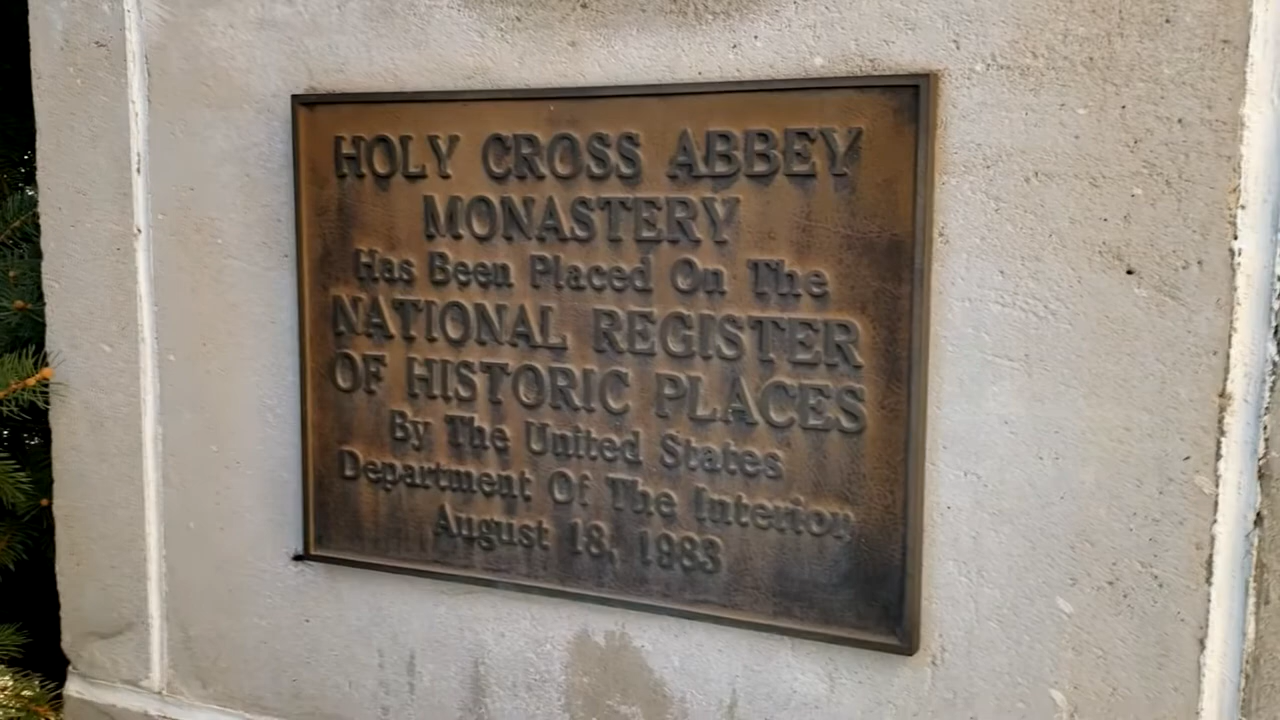 HOLY CROSS ABBEY
MONASTERY
Has Been Placed On The
NATIONAL REGISTER
OF HISTORIC PLACES
By The United States
Department Of The Interior,
August 18, 1983